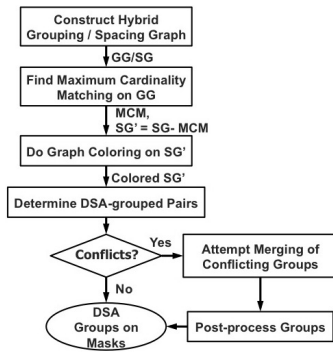 Construct Hybrid
Grouping / Spacing Graph
GG/SG
Find Maximum Cardinality
Matching on GG
MCM,
SG' = SG- MCM
Do Graph Coloring on SG'
Colored SG'
Determine DSA-grouped Pairs
Conflicts?
Yes
Attempt Merging of
Conflicting Groups
No
DSA
Groups on
Masks
Post-process Groups